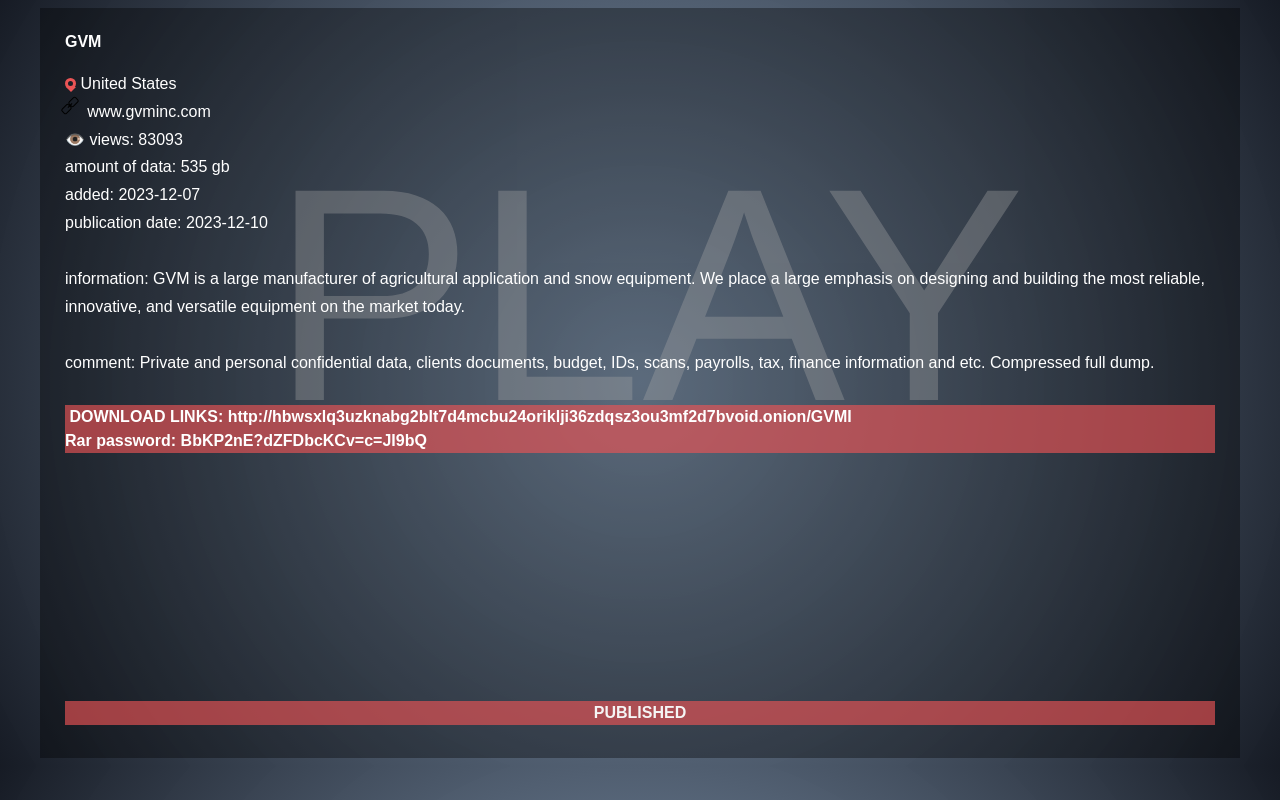 GVM
United States
www.gvminc.com
views: 83093
amount of data: 535 gb
added: 2023-12-07
publication date: 2023-12-10
PLAY
information: GVM is a large manufacturer of agricultural application and snow equipment. We place a large emphasis on designing and building the most reliable,
innovative, and versatile equipment on the market today.
comment: Private and personal confidential data, clients documents, budget, IDs, scans, payrolls, tax, finance information and etc. Compressed full dump.
DOWNLOAD LINKS: http://hbwsxlq3uzknabg2blt7d4mcbu24oriklji36zdqsz3ou3mf2d7bvoid.onion/GVMI
Rar password: BbKP2nE?dZFDbcKCv=c=JI9bQ
PUBLISHED